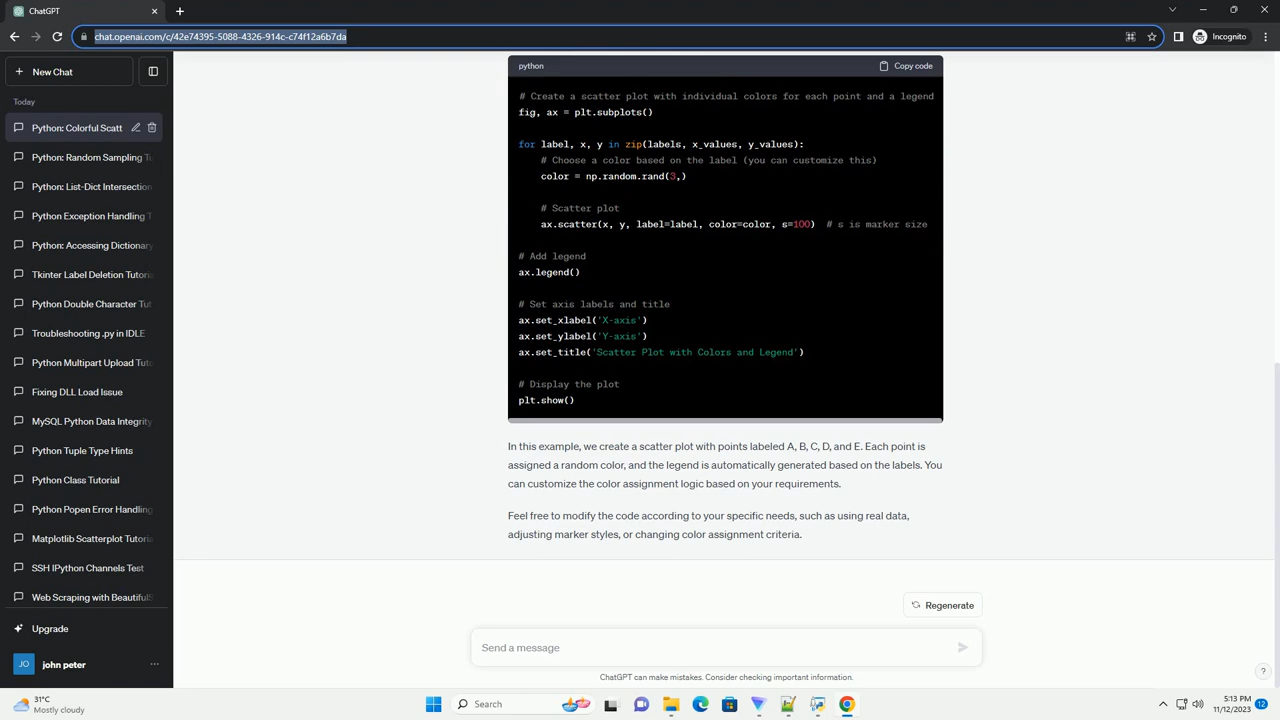 ChatGPT
chat.openai.com/c/42e74395-5088-4326-914c-c74f12a6b7da
Incognito
New Chat
Today
Python: Colorful Scatt
Python Person Sampling Tu
Python List-Dict Intersection
Python Exception Handling T
Python: Accessing Dictionary
Tkinter Label Deletion Tutoria
Python Double Character Tut
Troubleshooting .py in IDLE
Python Multipart Upload Tuto
Fixing DLL Load Issue
MySQL Python Data Integrity
Python Tuple Type Hints
Python Class Tutorial
Python Popen Error Handling
Matplotlib Scatterplot Tutoria
SSH IPython Channel Tests
Web Scraping with BeautifulS
Upgrade
JO john peter
python
Copy code
# Create a scatter plot with individual colors for each point and a legend
fig, ax = plt.subplots()
for label, x, y in zip(labels, x_values, y_values):
# Choose a color based on the label (you can customize this)
color = np.random.rand(3,)
# Scatter plot
ax.scatter(x, y, label=label, color=color, s=100)  # s is marker size
# Add legend
ax.legend()
# Set axis labels and title
ax.set_xlabel('X-axis')
ax.set_ylabel('Y-axis')
ax.set_title('Scatter Plot with Colors and Legend')
# Display the plot
plt.show()
In this example, we create a scatter plot with points labeled A, B, C, D, and E. Each point is
assigned a random color, and the legend is automatically generated based on the labels. You
can customize the color assignment logic based on your requirements.
Feel free to modify the code according to your specific needs, such as using real data,
adjusting marker styles, or changing color assignment criteria.
Regenerate
Send a message
ChatGPT can make mistakes. Consider checking important information.
?
31°C
Mostly cloudy
Search
5:13 PM
11/12/2023
12